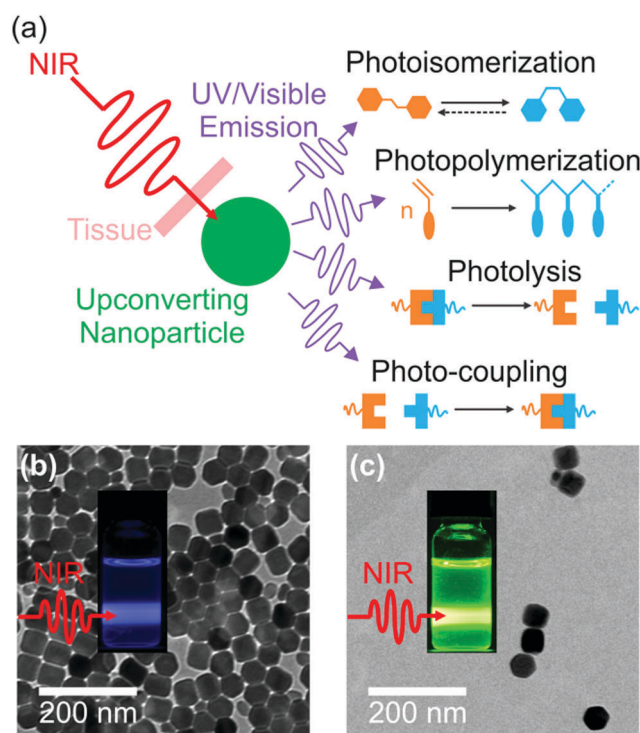 (a)
NIR
UV/Visible
Emission
Tissue
Upconverting
Nanoparticle
Photoisomerization
Photopolymerization
n
Photolysis
Photo-coupling
(b)
NIR
200 nm
(c)
NIR
200 nm